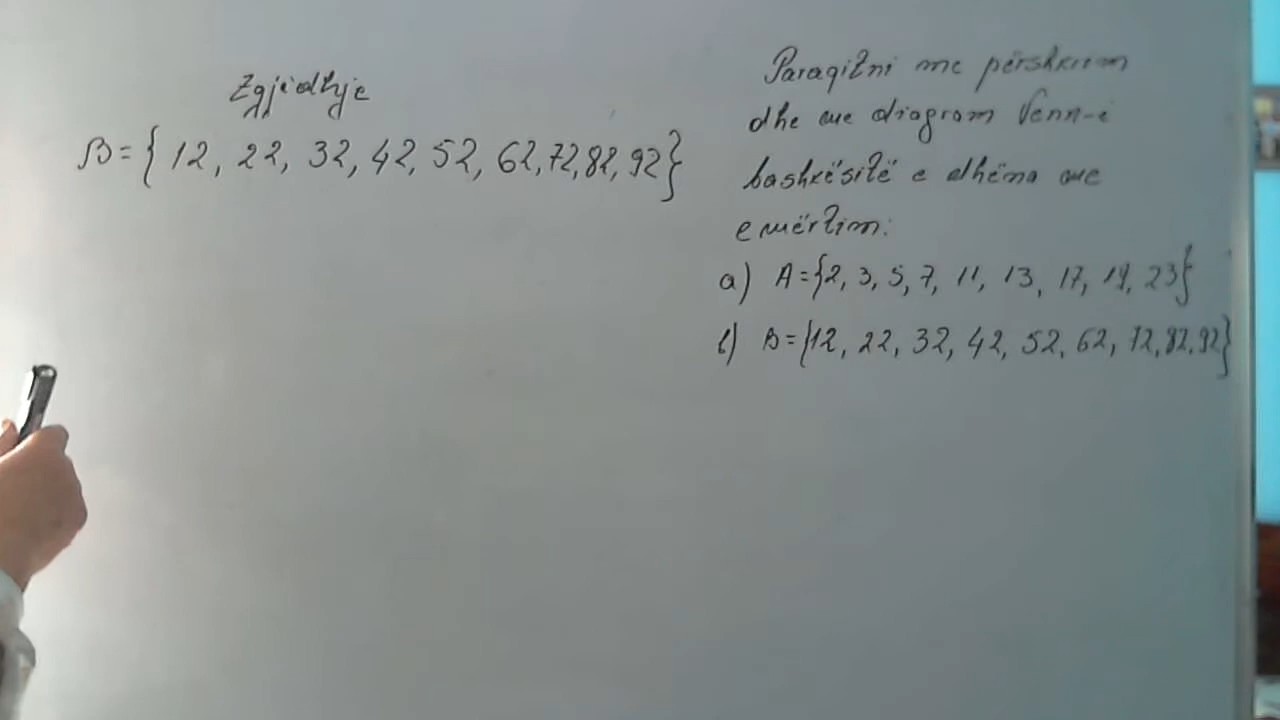 Zgjidhje
B = { 12, 22, 32, 42, 52, 62, 72, 82, 92}
Paraqitni me përshkrim
dhe me diagram Venn-i
bashkësitë e dhëna me
emërtim:
a) A={2, 3, 5, 7, 11, 13, 17, 19, 23}
b) B={12, 22, 32, 42, 52, 62, 72, 82, 92}